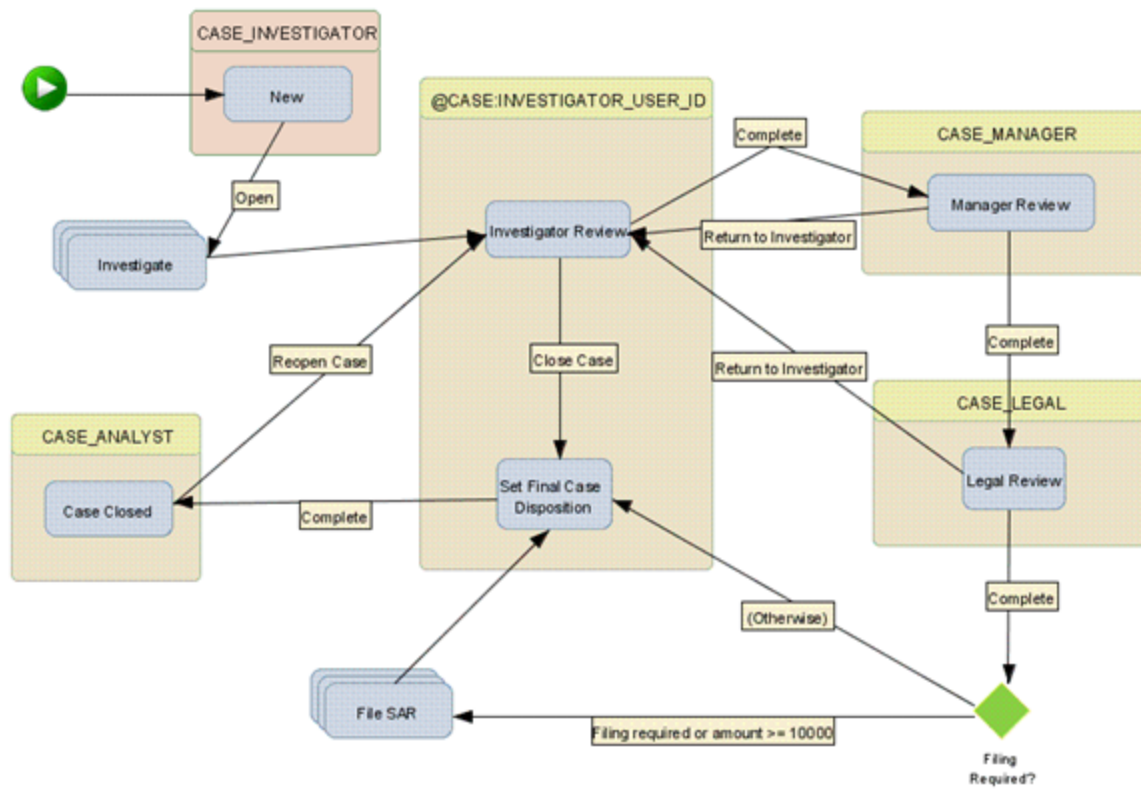 CASE_INVESTIGATOR
New
Open
Investigate
@CASE:INVESTIGATOR_USER_ID
Complete
CASE_MANAGER
Manager Review
Investigator Review
Return to Investigator
Complete
Reopen Case
Close Case
Return to Investigator
CASE_LEGAL
Legal Review
CASE_ANALYST
Case Closed
Complete
Set Final Case
Disposition
Complete
(Otherwise)
File SAR
Filing required or amount >= 10000
Filing
Required?